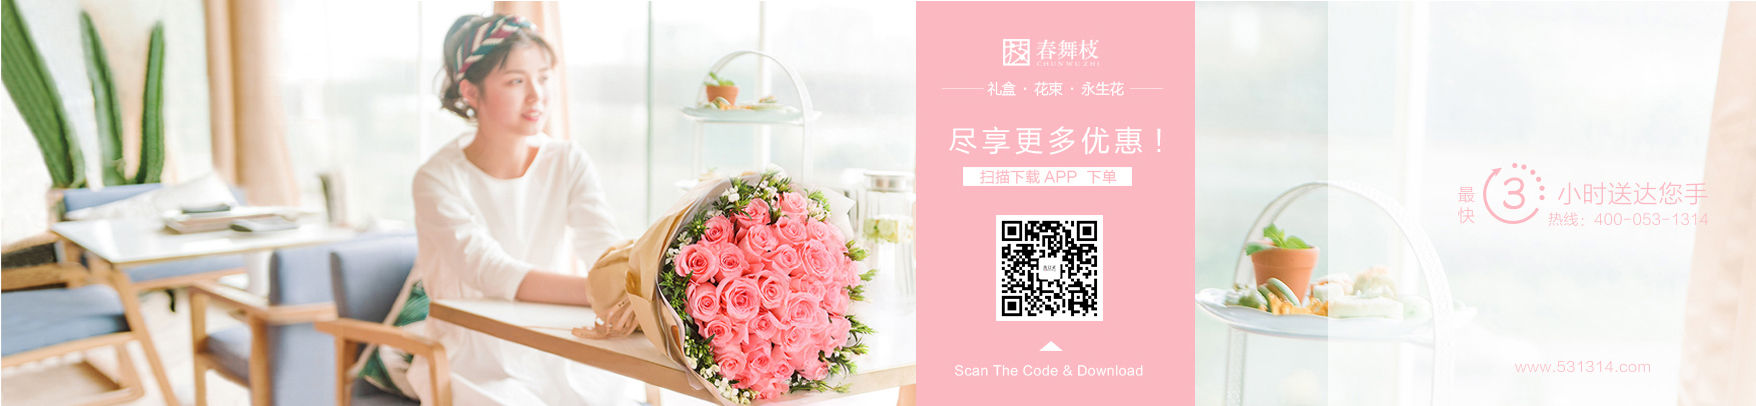 春舞枝
CHUNWUZHI
礼盒 · 花束 · 永生花
尽享更多优惠！
扫描下载 APP 下单
Scan The Code & Download
最快
3
小时送达您手
热线：400-053-1314
www.531314.com